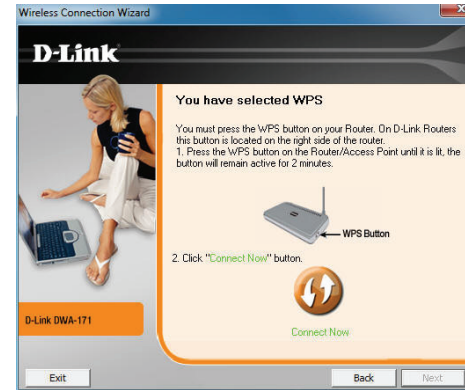 Wireless Connection Wizard
D-Link
You have selected WPS
You must press the WPS button on your Router. On D-Link Routers
this button is located on the right side of the router.
1. Press the WPS button on the Router/Access Point until it is lit, the
button will remain active for 2 minutes.
WPS Button
2. Click "Connect Now" button.
Connect Now
D-Link DWA-171
Exit
Back
Next